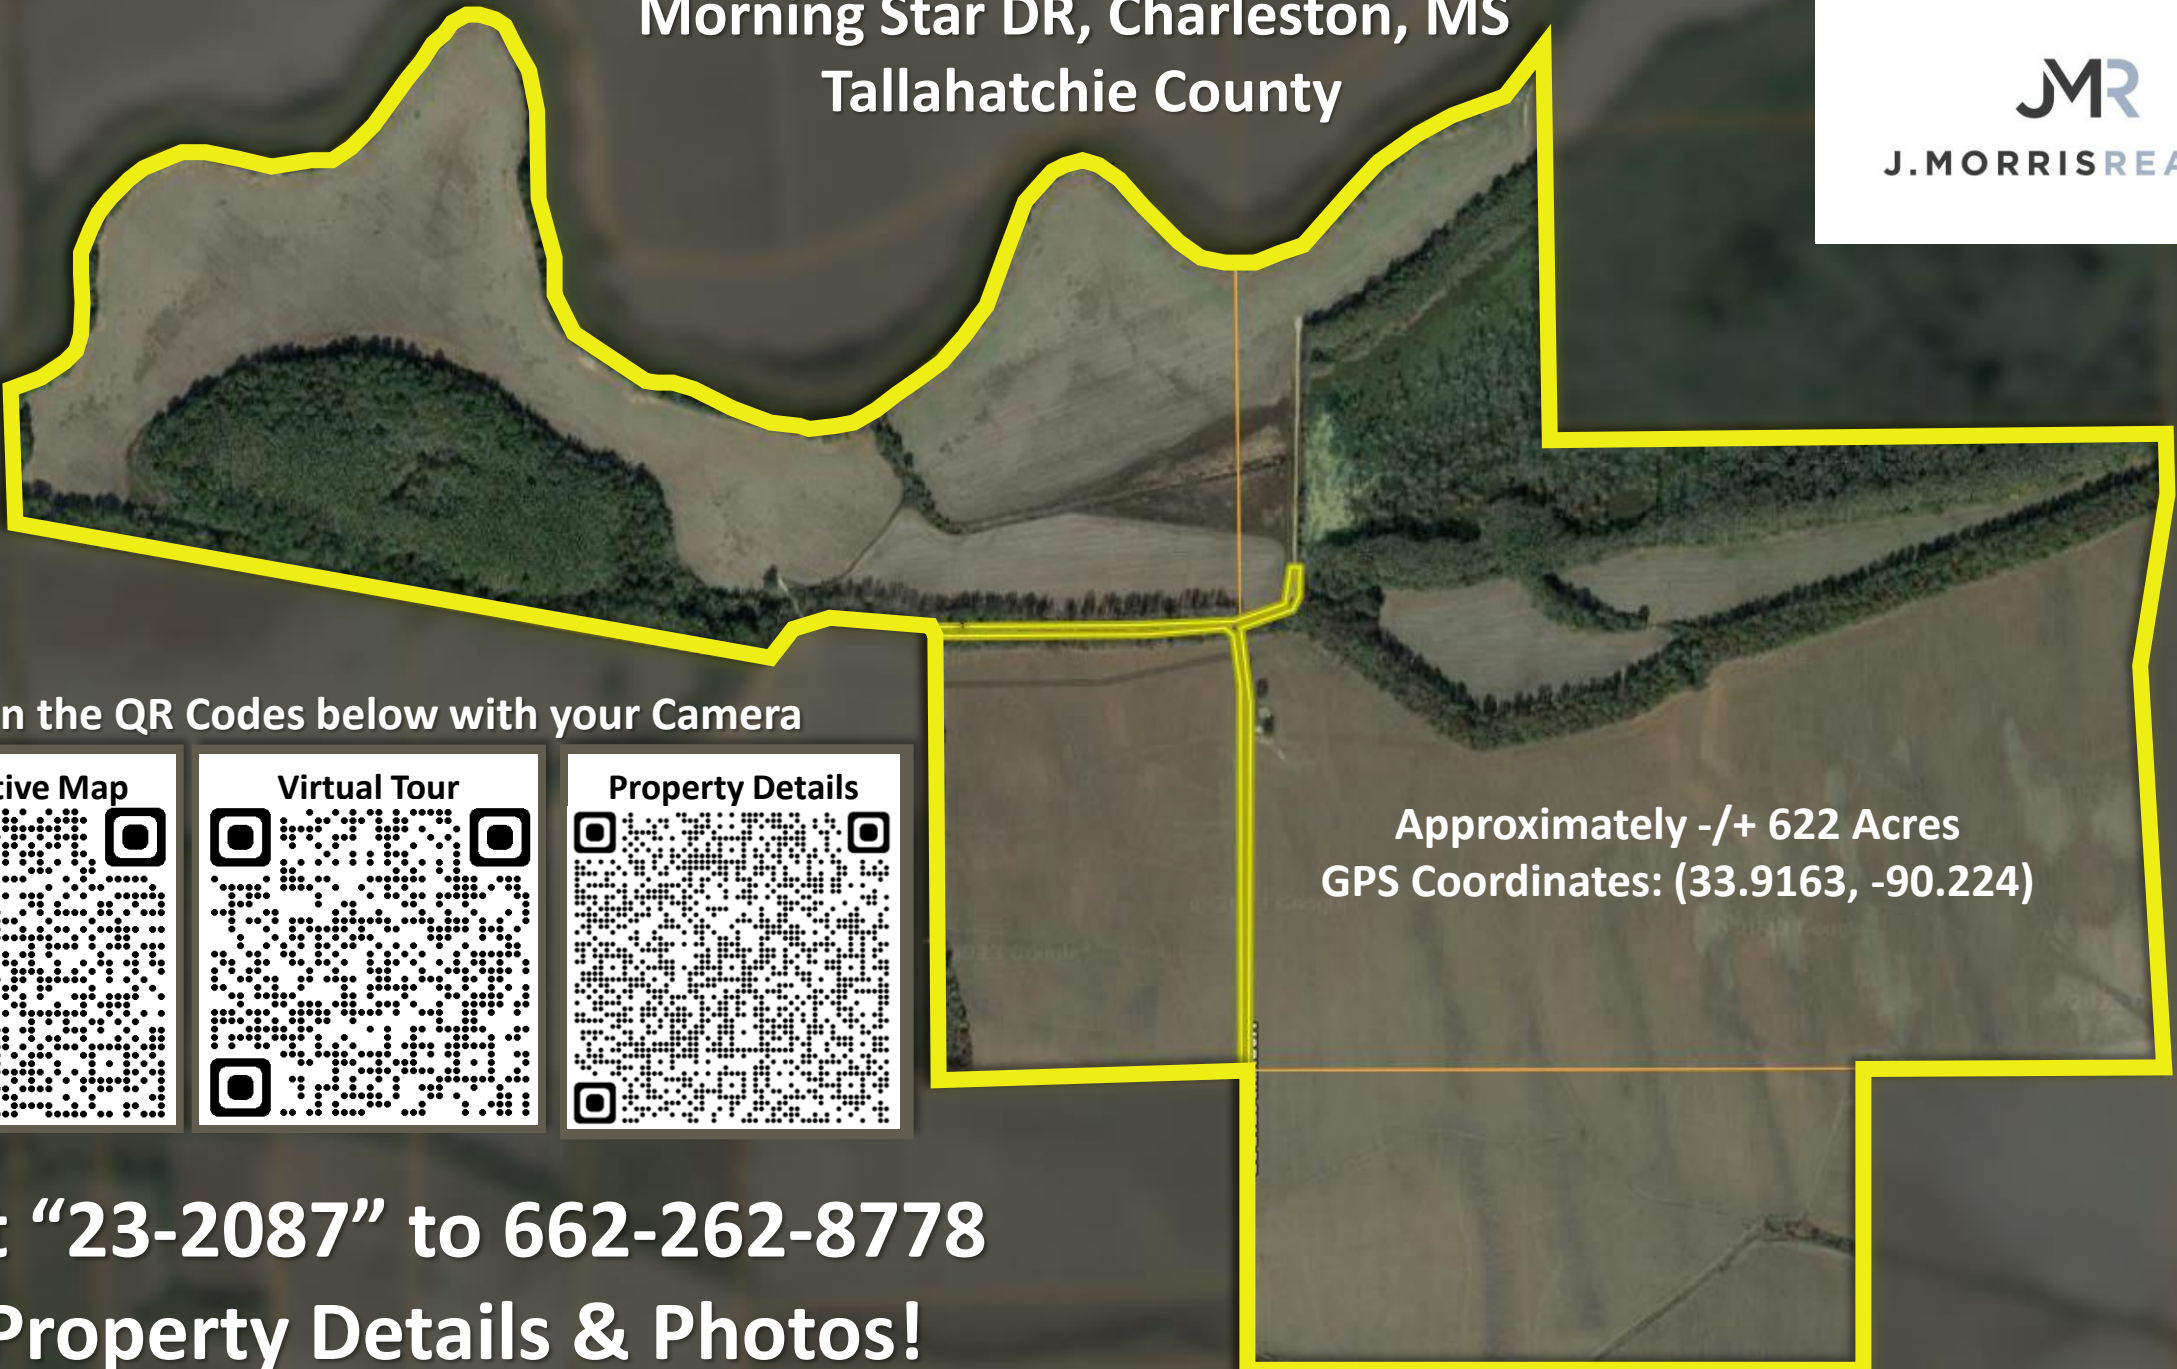 Morning Star DR, Charleston, MS
Tallahatchie County
JMR
J.MORRISREA
n the QR Codes below with your Camera
tive Map
Virtual Tour
Property Details
Approximately -/+ 622 Acres
GPS Coordinates: (33.9163, -90.224)
t “23-2087” to 662-262-8778
Property Details & Photos!